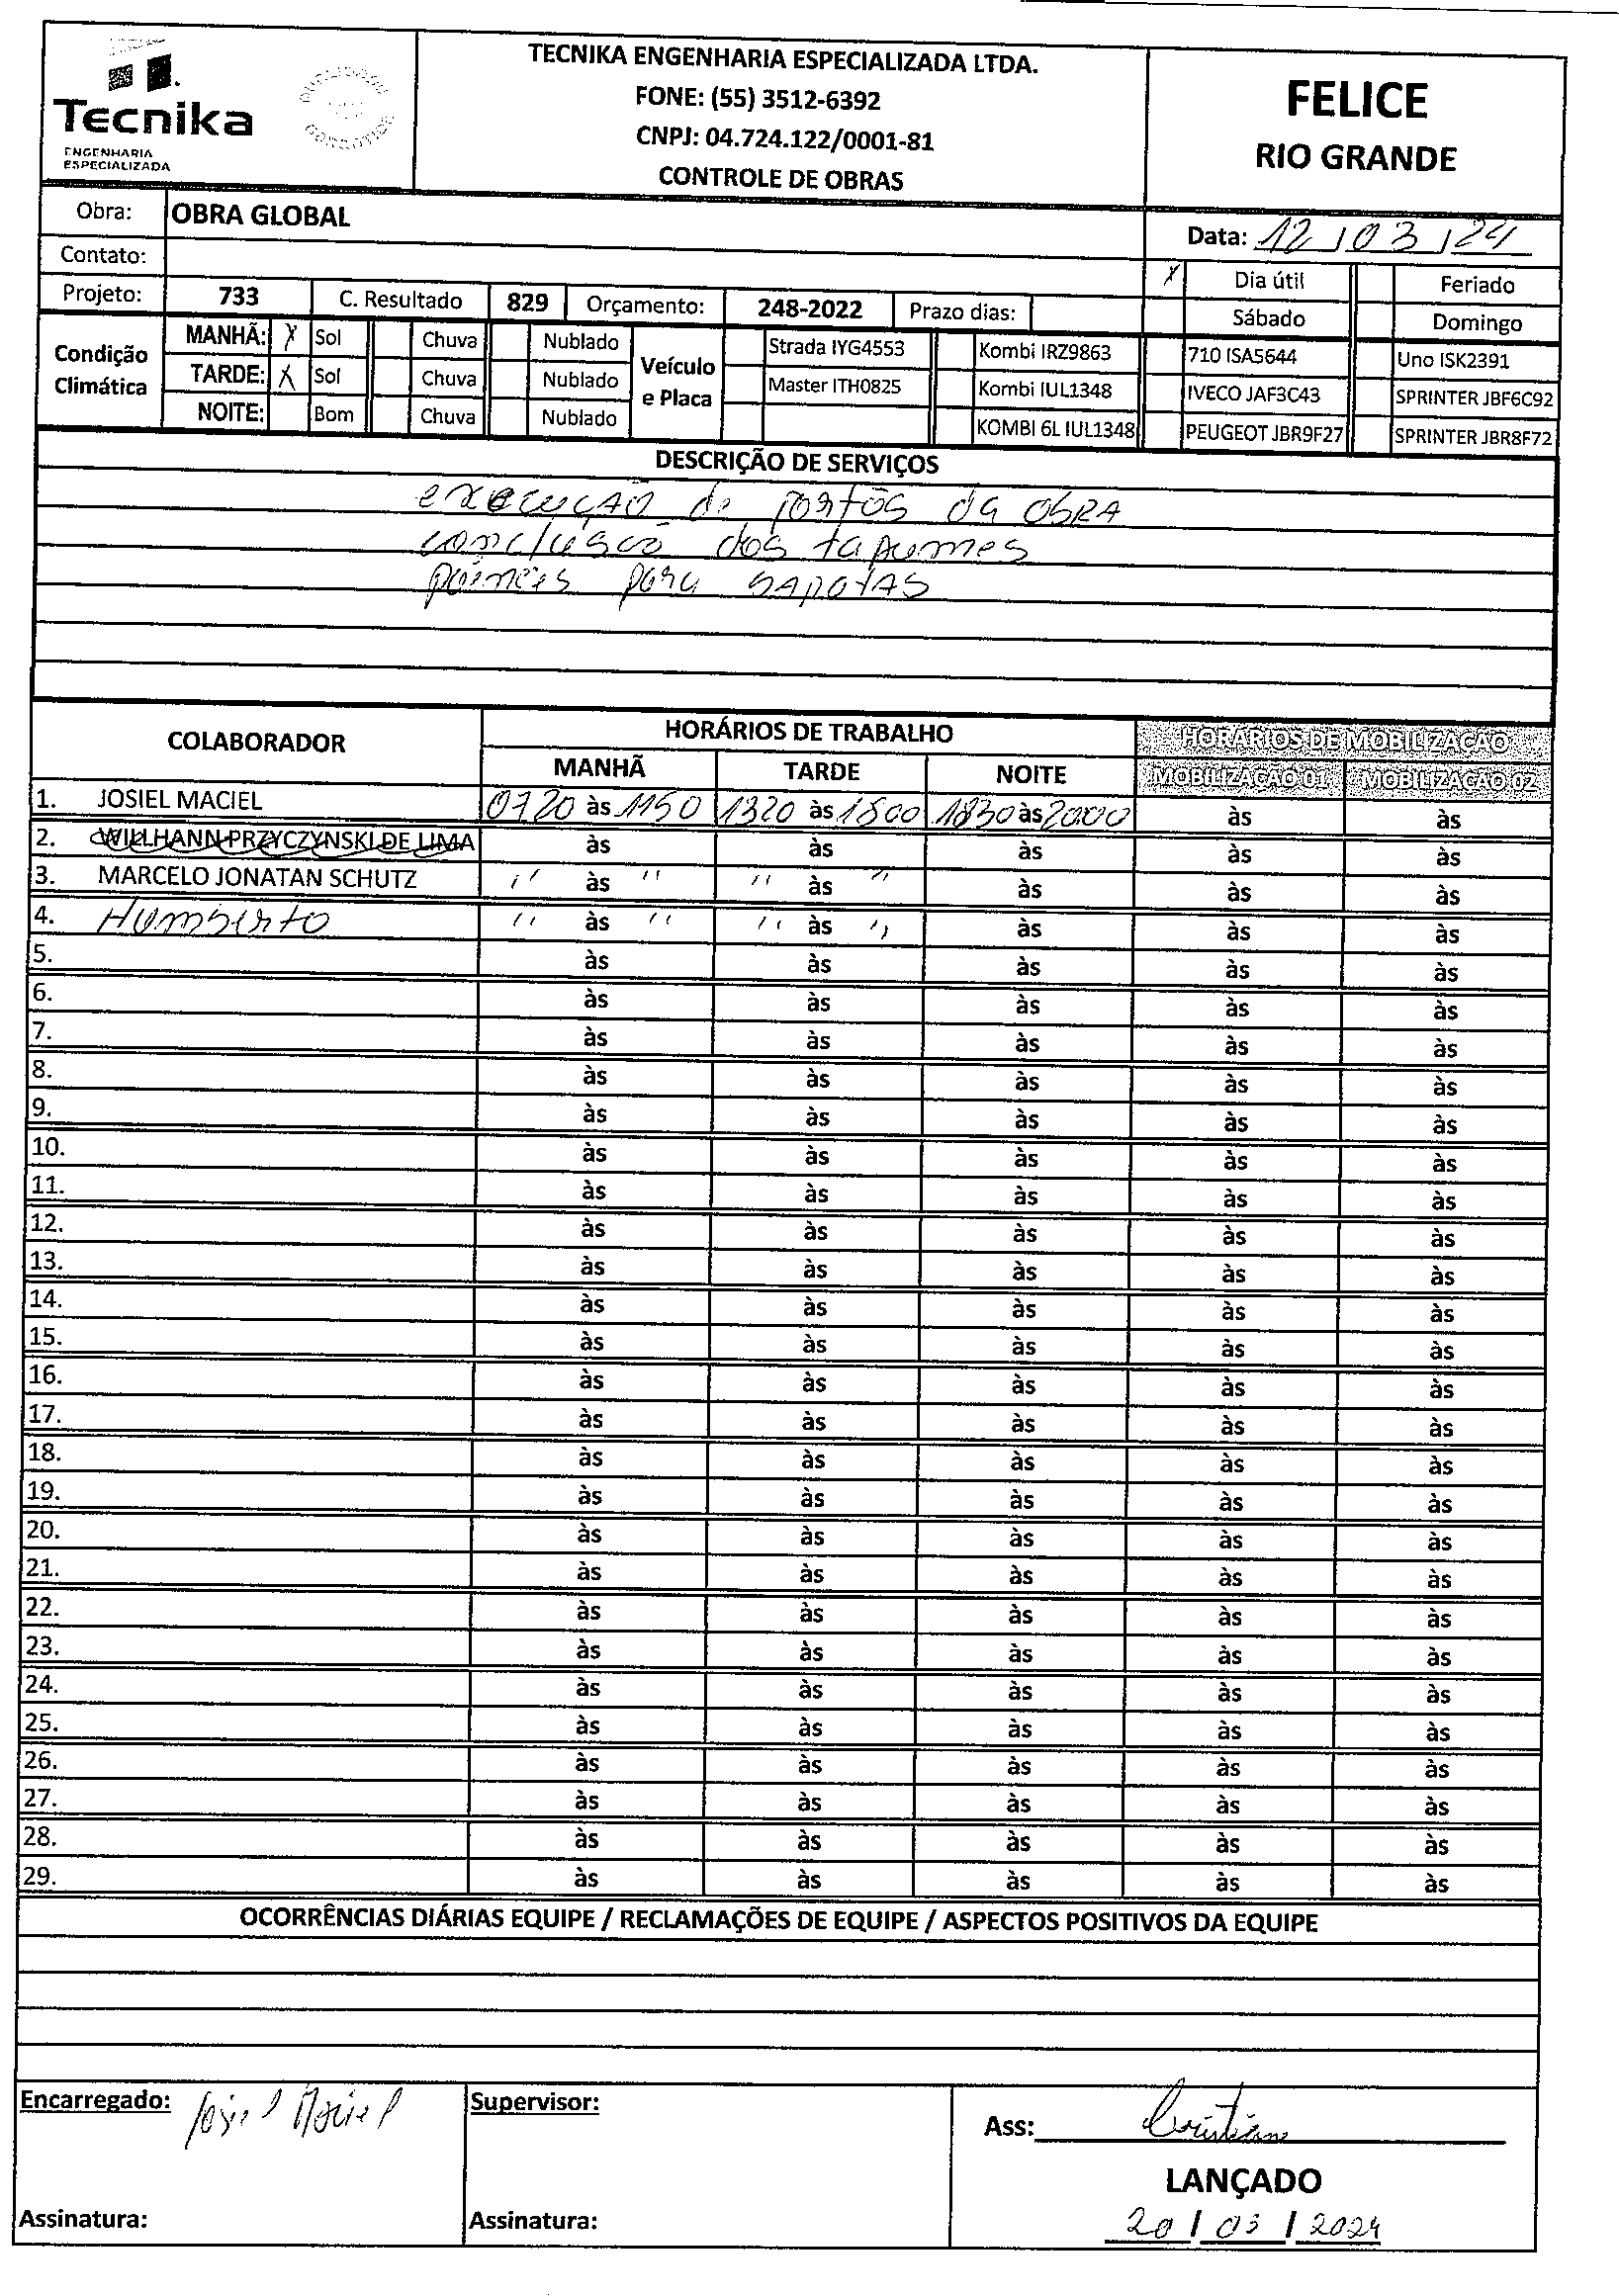 Tecnika
ENGENHARIA
ESPECIALIZADA
TECNIKA ENGENHARIA ESPECIALIZADA LTDA.
FONE: (55) 3512-6392
CNPJ: 04.724.122/0001-81
CONTROLE DE OBRAS
FELICE
RIO GRANDE
Obra: OBRA GLOBAL
Data: 12/03/24
Contato:
X Dia útil Feriado
Projeto: 733 C. Resultado 829 Orçamento: 248-2022 Prazo dias:
Sábado Domingo
Condição Climática
MANHÃ: X Sol Chuva Nublado
TARDE: X Sol Chuva Nublado
NOITE: Bom Chuva Nublado
Veículo e Placa
Strada IYG4553 Kombi IRZ9863 710 ISA5644 Uno ISK2391
Master ITH0825 Kombi IUL1348 IVECO JAF3C43 SPRINTER JBF6C92
KOMBI 6L IUL1348 PEUGEOT JBR9F27 SPRINTER JBR8F72
DESCRIÇÃO DE SERVIÇOS
execução de portõs da obra
conclusão dos tapumes
para sapatas
COLABORADOR HORÁRIOS DE TRABALHO HORÁRIOS DE MOBILIZAÇÃO
MANHÃ TARDE NOITE MOBILIZAÇÃO 01 MOBILIZAÇÃO 02
1. JOSIEL MACIEL 0720 às 1150 1320 às 1800 1830 às 2000 às às
2. WILLHANN PRZYCZYNSKI DE LIMA às às às às às
3. MARCELO JONATAN SCHUTZ " às " " às " às às às
4. Humberto " às " " às " às às às
5. às às às às às
6. às às às às às
7. às às às às às
8. às às às às às
9. às às às às às
10. às às às às às
11. às às às às às
12. às às às às às
13. às às às às às
14. às às às às às
15. às às às às às
16. às às às às às
17. às às às às às
18. às às às às às
19. às às às às às
20. às às às às às
21. às às às às às
22. às às às às às
23. às às às às às
24. às às às às às
25. às às às às às
26. às às às às às
27. às às às às às
28. às às às às às
29. às às às às às
OCORRÊNCIAS DIÁRIAS EQUIPE / RECLAMAÇÕES DE EQUIPE / ASPECTOS POSITIVOS DA EQUIPE
Encarregado: Josiel Maciel
Supervisor:
Ass: Cristiane
LANÇADO
Assinatura:
Assinatura:
20/03/2024